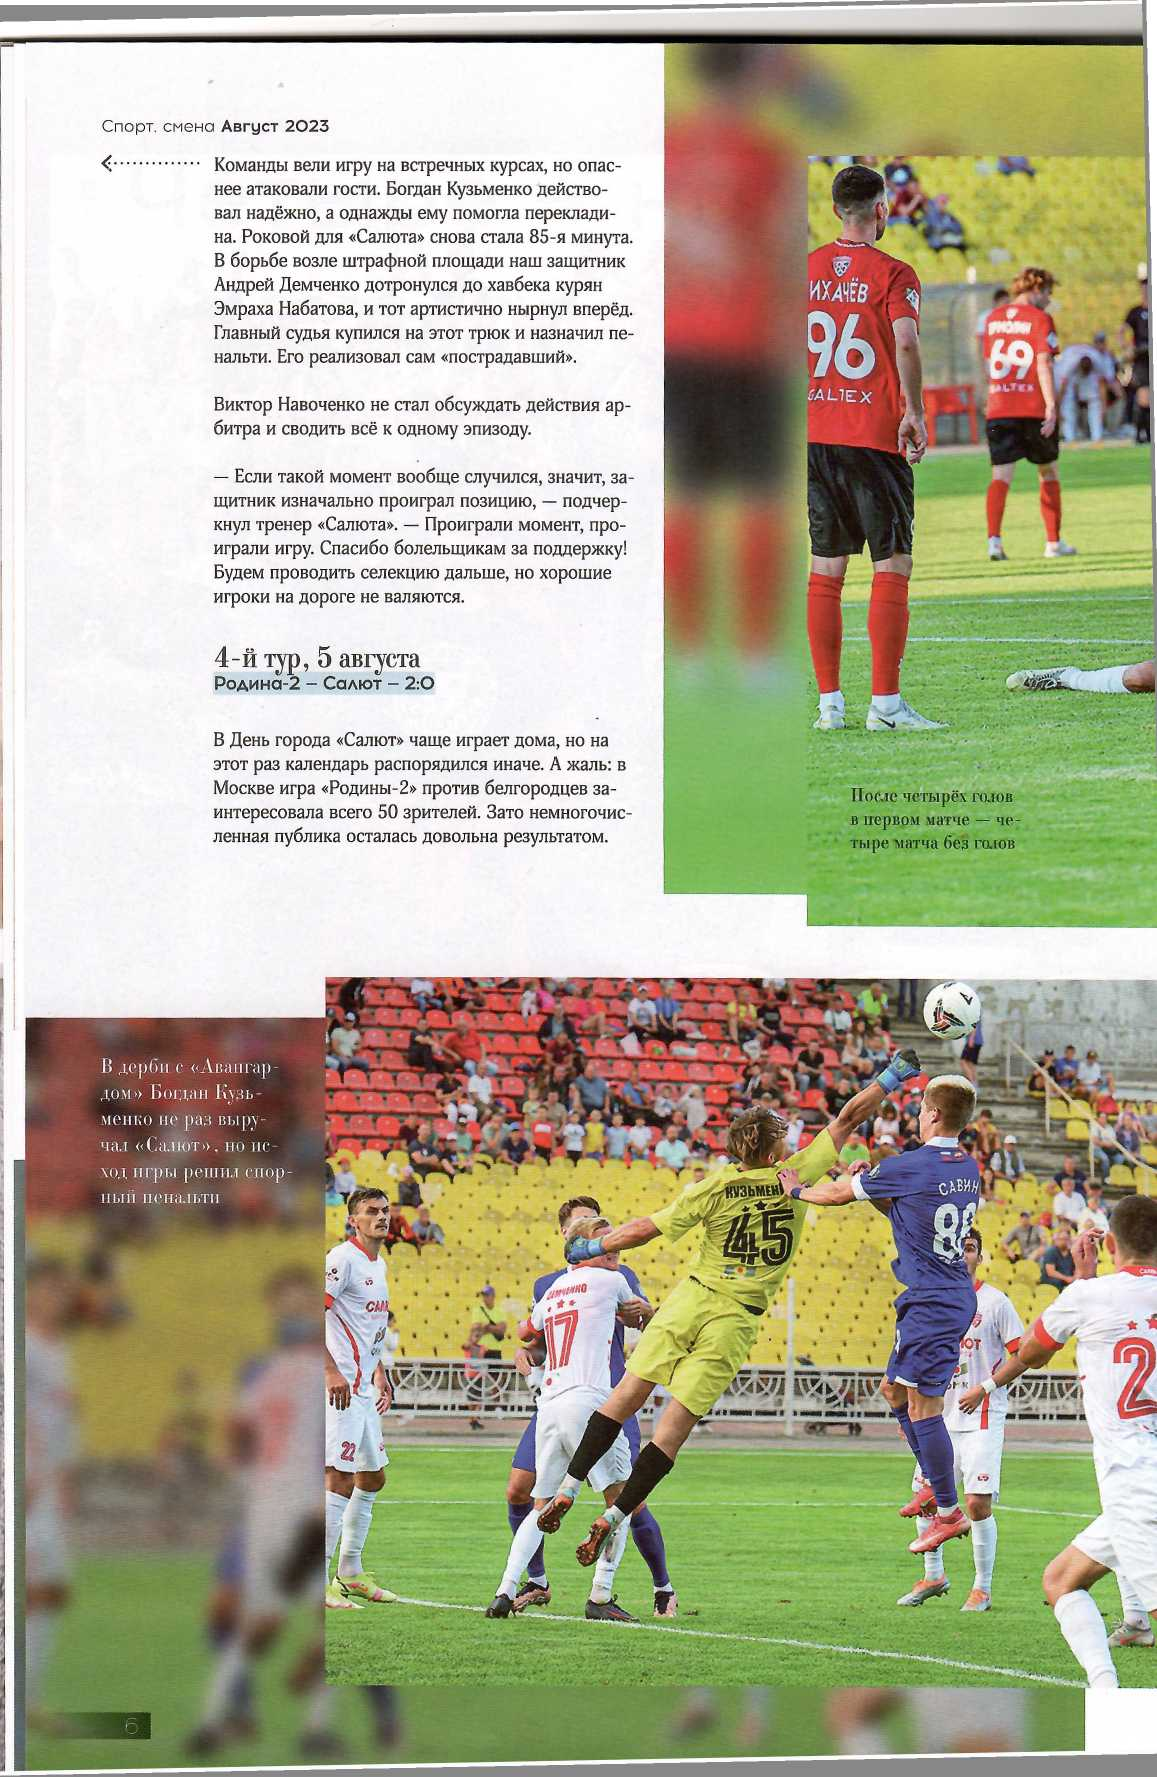 Спорт. смена Август 2023
Команды вели игру на встречных курсах, но опас-
нее атаковали гости. Богдан Кузьменко действо-
вал надёжно, а однажды ему помогла переклади-
на. Роковой для «Салюта» снова стала 85-я минута.
В борьбе возле штрафной площади наш защитник
Андрей Демченко дотронулся до хавбека курян
Эмраха Набатова, и тот артистично нырнул вперёд.
Главный судья купился на этот трюк и назначил пе-
нальти. Его реализовал сам «пострадавший».
Виктор Навоченко не стал обсуждать действия ар-
битра и сводить всё к одному эпизоду.
— Если такой момент вообще случился, значит, за-
щитник изначально проиграл позицию, — подчер-
кнул тренер «Салюта». — Проиграли момент, про-
играли игру. Спасибо болельщикам за поддержку!
Будем проводить селекцию дальше, но хорошие
игроки на дороге не валяются.
4-й тур, 5 августа
Родина-2 – Салют – 2:0
В День города «Салют» чаще играет дома, но на
этот раз календарь распорядился иначе. А жаль: в
Москве игра «Родины-2» против белгородцев за-
интересовала всего 50 зрителей. Зато немногочис-
ленная публика осталась довольна результатом.
ИХАЧЁВ
96
GALTEX
69
GALTEX
После четырёх голов
в первом матче — че-
тыре матча без голов
В дерби с «Авангар-
дом» Богдан Кузь-
менко не раз выру-
чал «Салют», но ис-
ход игры решил спор-
ный пенальти
КУЗЬМЕН
45
САВИН
ДЕМЧЕНКО
17
22
2
6